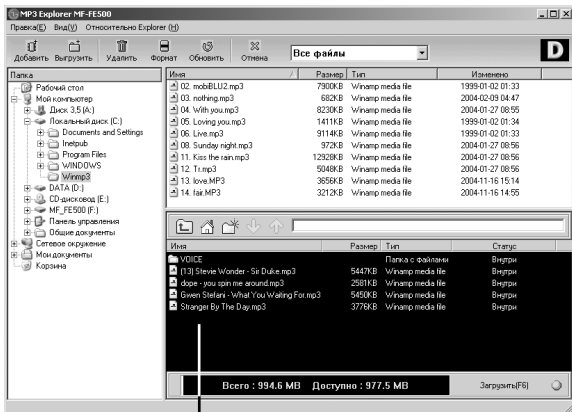 MP3 Explorer MF-FE500
Правка(E) Вид(V) Относительно Explorer (H)
Добавить Выгрузить Удалить Формат Обновить Отмена Все файлы D
Папка
Рабочий стол
Мой компьютер
Диск 3,5 (A:)
Локальный диск (C:)
Documents and Settings
Inetpub
Program Files
WINDOWS
Winmp3
DATA (D:)
CD-дисковод (E:)
MF_FE500 (F:)
Панель управления
Общие документы
Сетевое окружение
Мои документы
Корзина
Имя Размер Тип Изменено
02. mobiBLU2.mp3 7900KB Winamp media file 1999-01-02 01:33
03. nothing.mp3 682KB Winamp media file 2004-02-09 04:47
04. With you.mp3 8230KB Winamp media file 2004-01-27 08:55
05. Loving you.mp3 1411KB Winamp media file 1999-01-02 01:34
06. Live.mp3 9114KB Winamp media file 1999-01-02 01:33
08. Sunday night.mp3 972KB Winamp media file 2004-01-27 08:56
11. Kiss the rain.mp3 12928KB Winamp media file 2004-01-27 08:56
12. Tr.mp3 5048KB Winamp media file 2004-01-27 08:56
13. love.MP3 3656KB Winamp media file 2004-11-16 15:14
14. fair.MP3 3212KB Winamp media file 2004-11-16 14:55
Имя Размер Тип Статус
VOICE Папка с файлами Внутри
(13) Stevie Wonder - Sir Duke.mp3 5447KB Winamp media file Внутри
dope - you spin me around.mp3 2581KB Winamp media file Внутри
Gwen Stefani - What You Waiting For.mp3 5450KB Winamp media file Внутри
Stranger By The Day.mp3 3776KB Winamp media file Внутри
Всего : 994.6 MB Доступно : 977.5 MB Загрузить(F6)